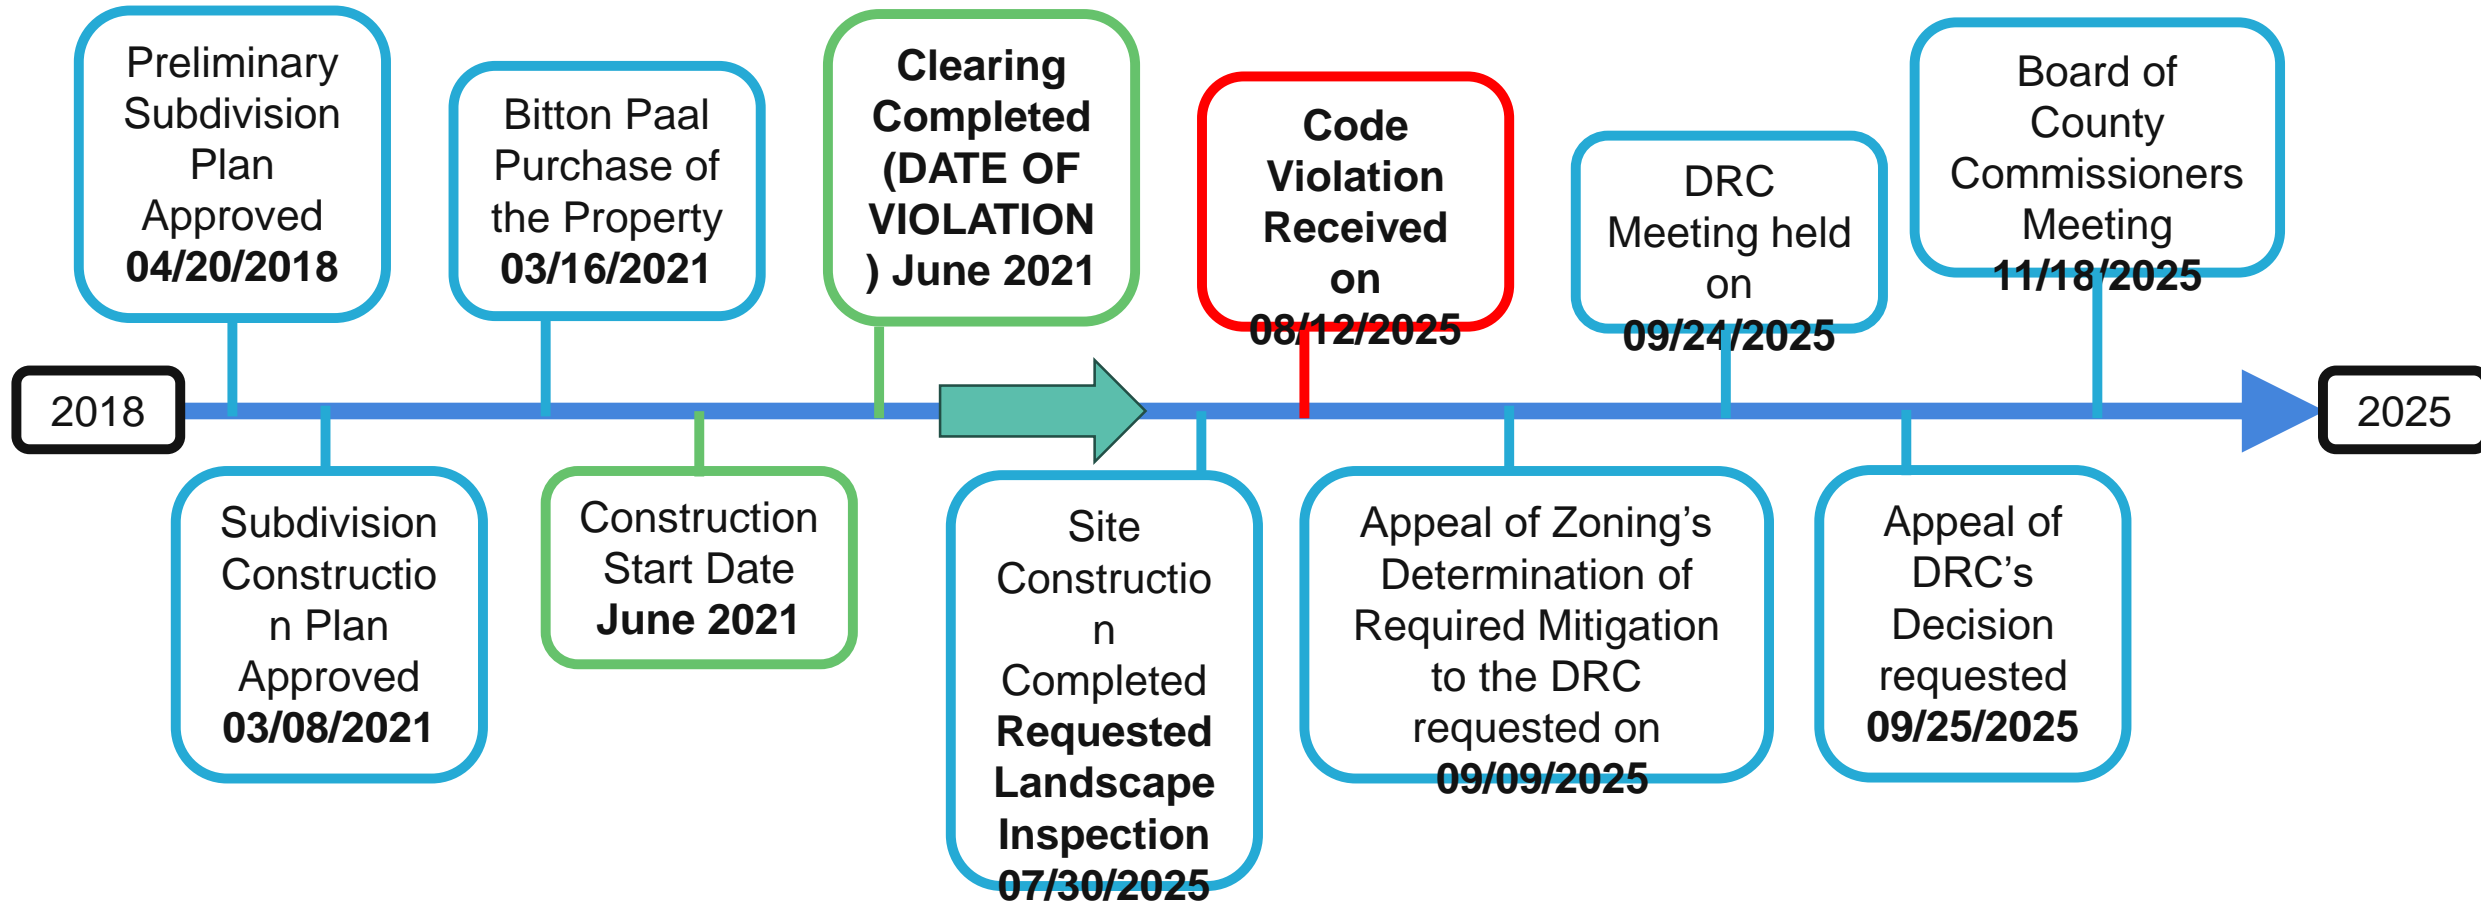 Preliminary
Subdivision
Plan
Approved
04/20/2018
Bitton Paal
Purchase of
the Property
03/16/2021
Clearing
Completed
(DATE OF
VIOLATION
) June 2021
Code
Violation
Received
on
08/12/2025
DRC
Meeting held
on
09/24/2025
Board of
County
Commissioners
Meeting
11/18/2025
2018
2025
Subdivision
Constructio
n Plan
Approved
03/08/2021
Construction
Start Date
June 2021
Site
Constructio
n
Completed
Requested
Landscape
Inspection
07/30/2025
Appeal of Zoning’s
Determination of
Required Mitigation
to the DRC
requested on
09/09/2025
Appeal of
DRC’s
Decision
requested
09/25/2025